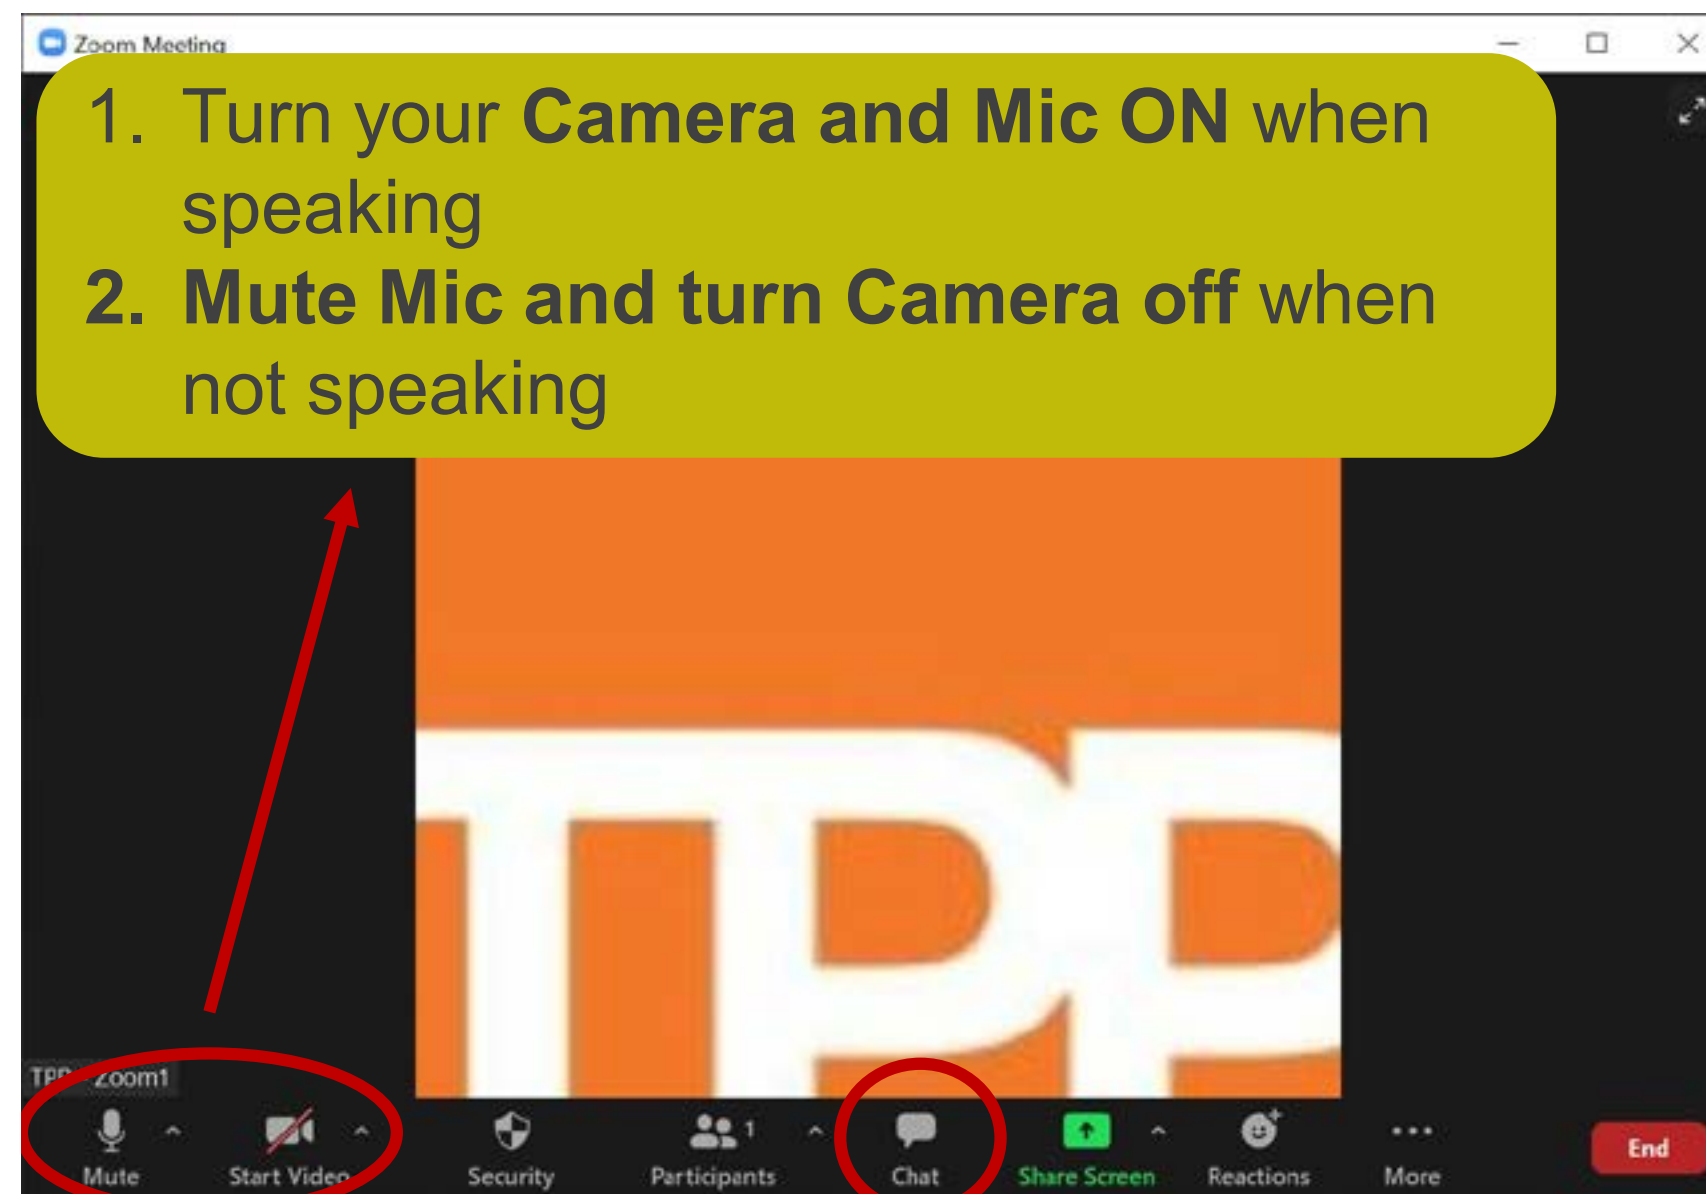 Zoom Meeting
1. Turn your Camera and Mic ON when
speaking
2. Mute Mic and turn Camera off when
not speaking
TPP
Zoom1
Mute
Start Video
Security
Participants
1
Chat
Share Screen
Reactions
More
End